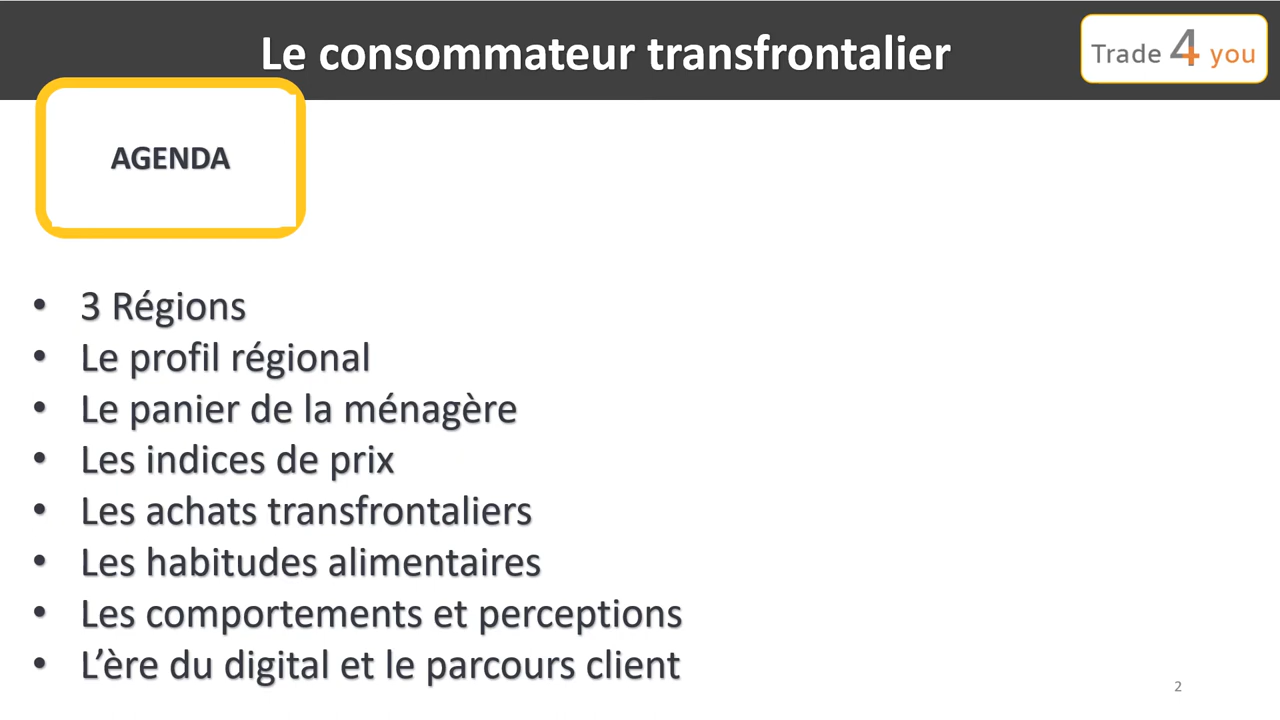 Le consommateur transfrontalier
Trade 4 you
AGENDA
• 3 Régions
• Le profil régional
• Le panier de la ménagère
• Les indices de prix
• Les achats transfrontaliers
• Les habitudes alimentaires
• Les comportements et perceptions
• L’ère du digital et le parcours client
2